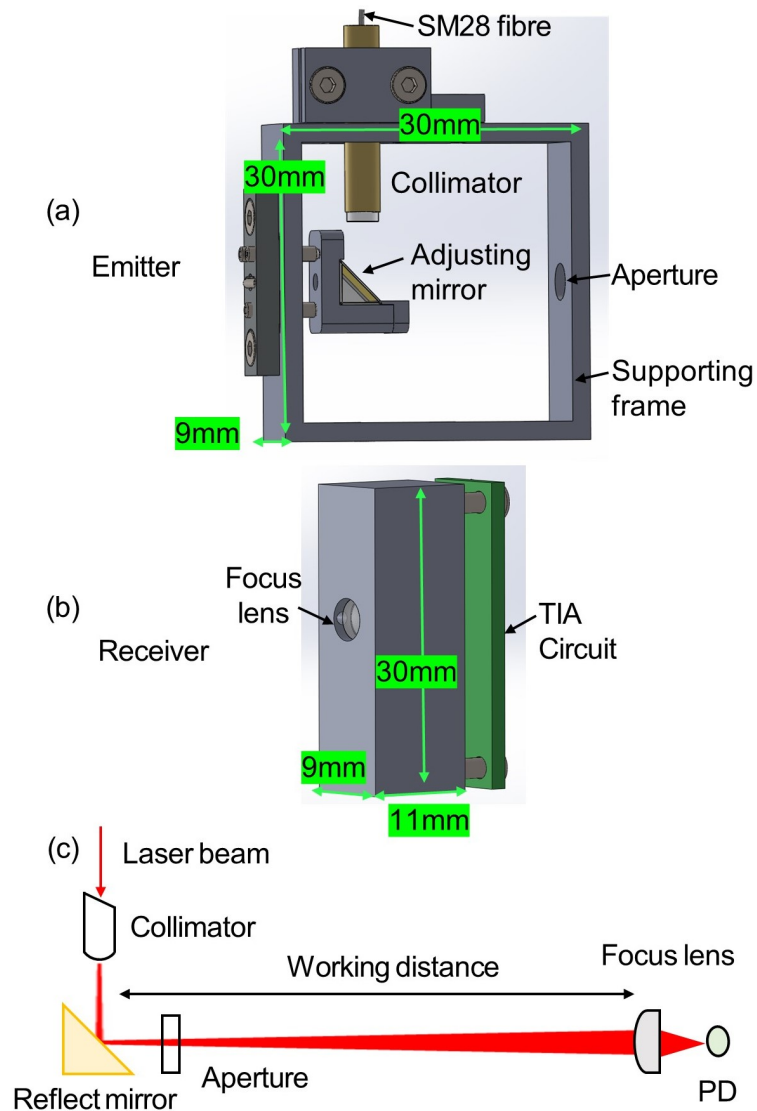 SM28 fibre
30mm
30mm
Collimator
(a)
Emitter
Adjusting
mirror
Aperture
Supporting
frame
9mm
Focus
lens
(b)
Receiver
TIA
Circuit
30mm
9mm
11mm
(c)
Laser beam
Collimator
Working distance
Focus lens
Aperture
Reflect mirror
PD